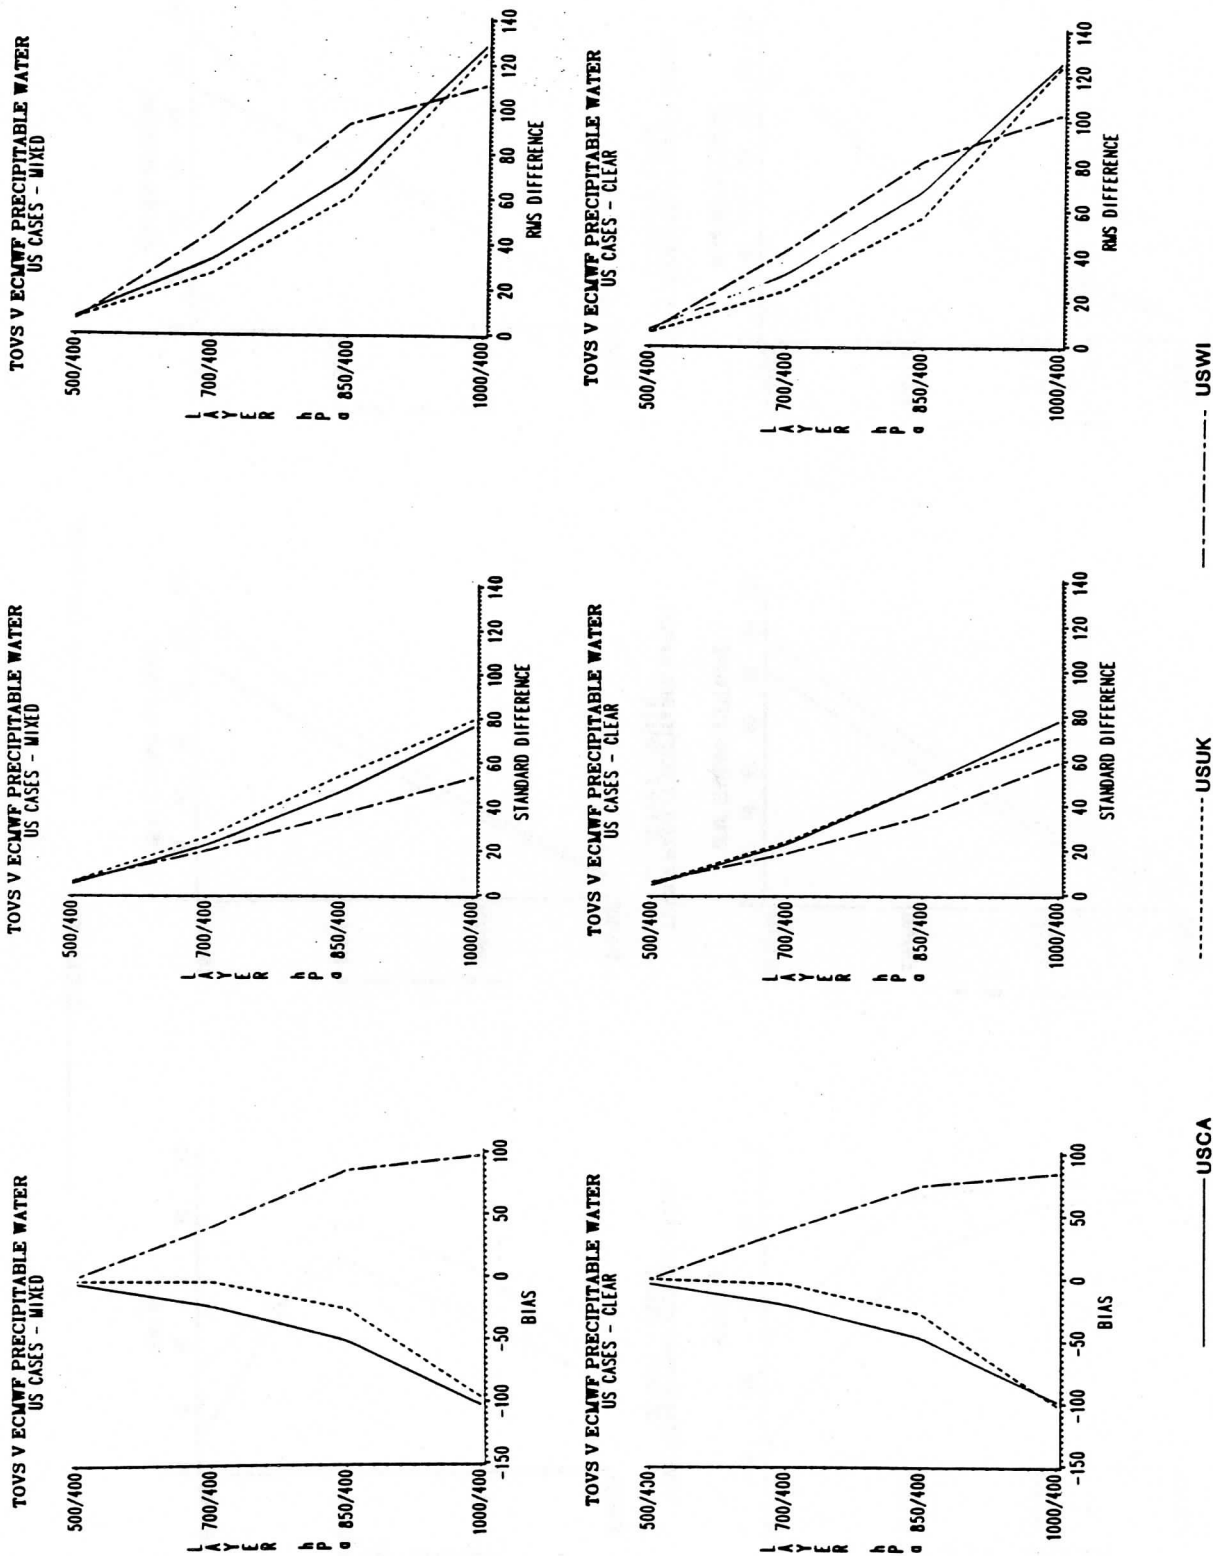 TOVS V ECMWF PRECIPITABLE WATER
US CASES - MIXED
LAYER hPa
500/400
700/400
850/400
1000/400
-150 -100 -50 0 50 100
BIAS
TOVS V ECMWF PRECIPITABLE WATER
US CASES - MIXED
LAYER hPa
500/400
700/400
850/400
1000/400
0 20 40 60 80 100 120 140
STANDARD DIFFERENCE
TOVS V ECMWF PRECIPITABLE WATER
US CASES - MIXED
LAYER hPa
500/400
700/400
850/400
1000/400
0 20 40 60 80 100 120 140
RMS DIFFERENCE
TOVS V ECMWF PRECIPITABLE WATER
US CASES - CLEAR
LAYER hPa
500/400
700/400
850/400
1000/400
-150 -100 -50 0 50 100
BIAS
TOVS V ECMWF PRECIPITABLE WATER
US CASES - CLEAR
LAYER hPa
500/400
700/400
850/400
1000/400
0 20 40 60 80 100 120 140
STANDARD DIFFERENCE
TOVS V ECMWF PRECIPITABLE WATER
US CASES - CLEAR
LAYER hPa
500/400
700/400
850/400
1000/400
0 20 40 60 80 100 120 140
RMS DIFFERENCE
USCA
USUK
USWI